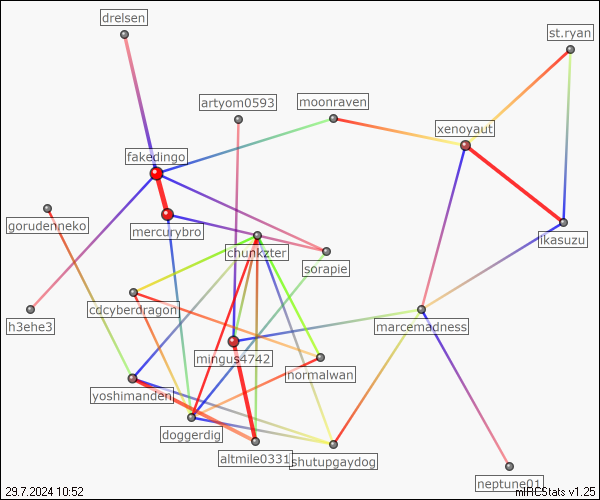 drelsen
st.ryan
artyom0593
moonraven
xenoyaut
fakedingo
gorudenneko
mercurybro
ikasuzu
chunkzter
sorapie
cdcyberdragon
h3ehe3
marcemadness
mingus4742
normalwan
yoshimanden
doggerdig
altmile0331
shutupgaydog
neptune01
29.7.2024 10:52
mIRCStats v1.25